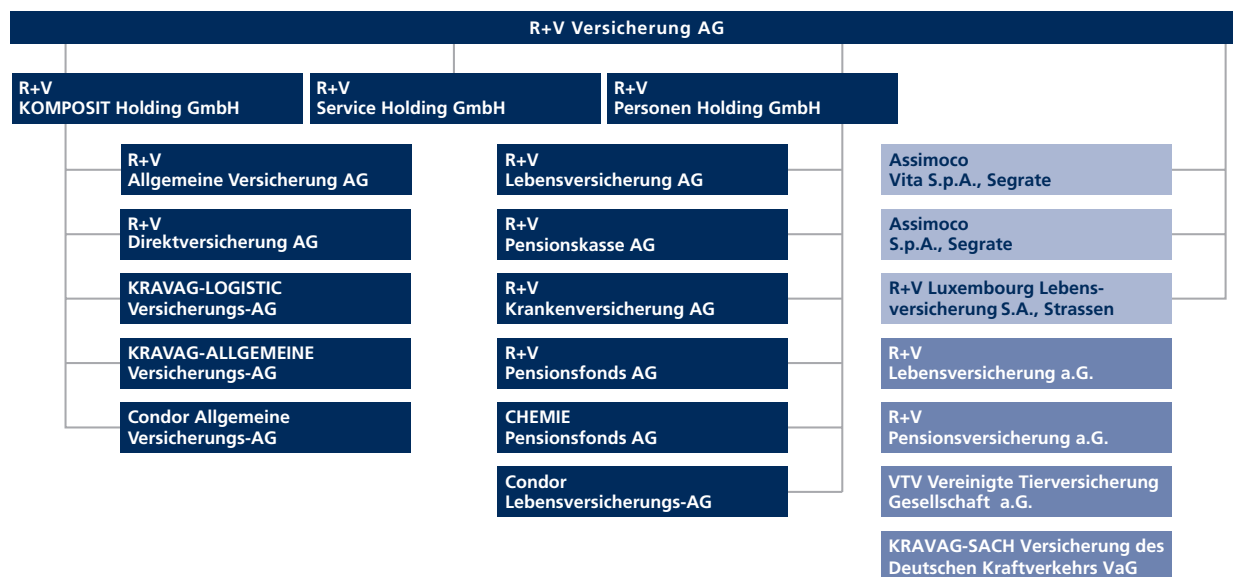 R+V Versicherung AG
R+V
KOMPOSIT Holding GmbH
R+V
Service Holding GmbH
R+V
Personen Holding GmbH
R+V
Allgemeine Versicherung AG
R+V
Direktversicherung AG
KRAVAG-LOGISTIC
Versicherungs-AG
KRAVAG-ALLGEMEINE
Versicherungs-AG
Condor Allgemeine
Versicherungs-AG
R+V
Lebensversicherung AG
R+V
Pensionskasse AG
R+V
Krankenversicherung AG
R+V
Pensionsfonds AG
CHEMIE
Pensionsfonds AG
Condor
Lebensversicherungs-AG
Assimoco
Vita S.p.A., Segrate
Assimoco
S.p.A., Segrate
R+V Luxembourg Lebens-
versicherung S.A., Strassen
R+V
Lebensversicherung a.G.
R+V
Pensionsversicherung a.G.
VTV Vereinigte Tierversicherung
Gesellschaft a.G.
KRAVAG-SACH Versicherung des
Deutschen Kraftverkehrs VaG